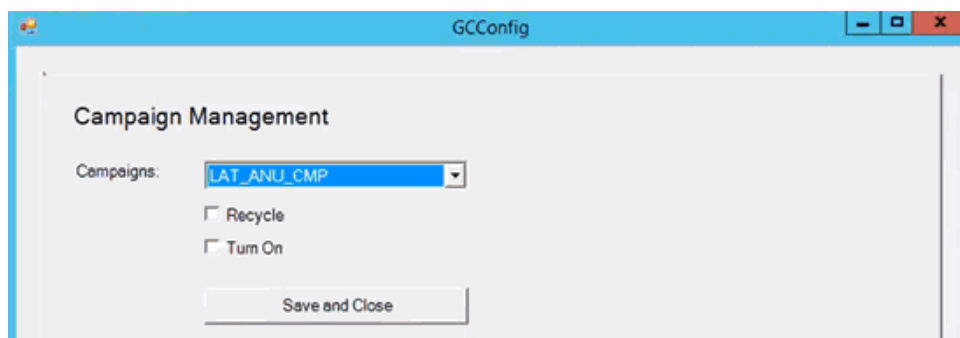 GCConfig
Campaign Management
Campaigns:
LAT_ANU_CMP
Recycle
Turn On
Save and Close